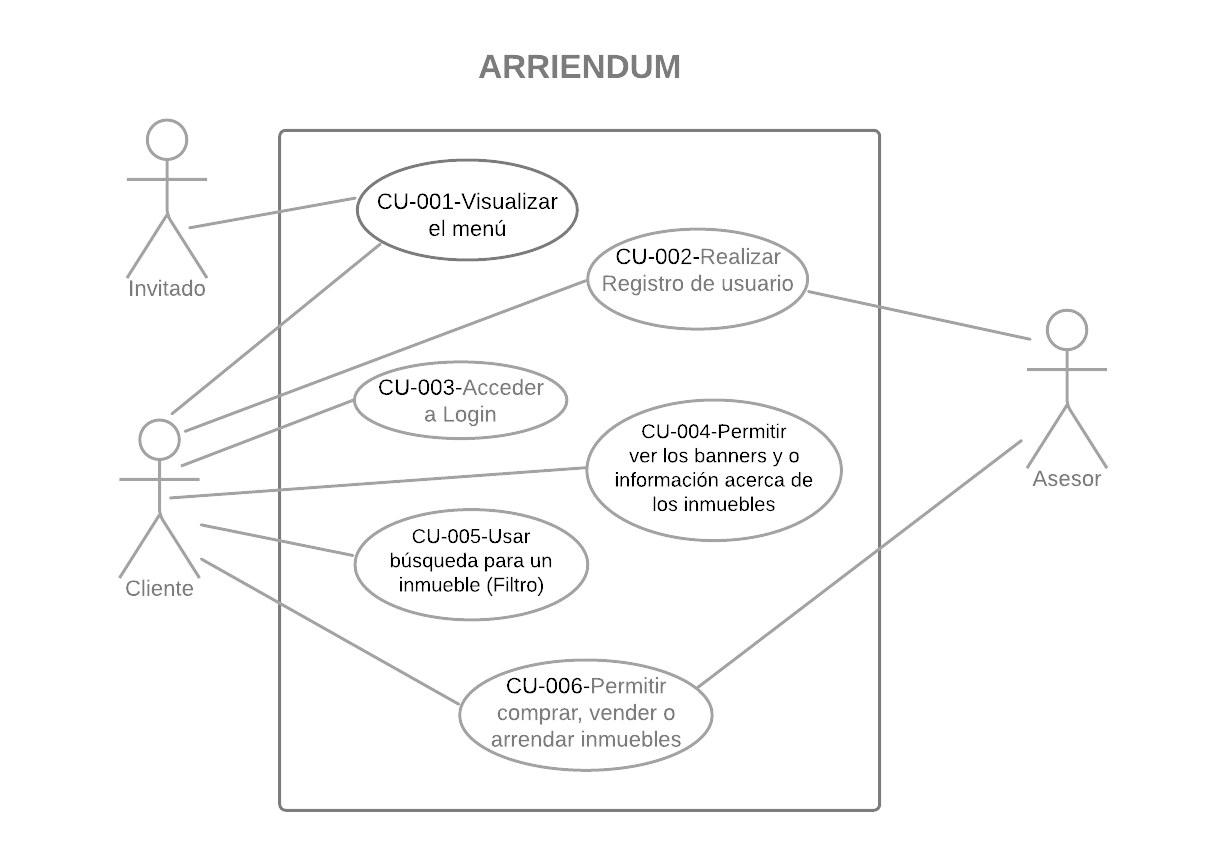 ARRIENDUM
Invitado
CU-001-Visualizar
el menú
CU-002-Realizar
Registro de usuario
CU-003-Acceder
a Login
CU-004-Permitir
ver los banners y o
información acerca de
los inmuebles
Asesor
CU-005-Usar
búsqueda para un
inmueble (Filtro)
Cliente
CU-006-Permitir
comprar, vender o
arrendar inmuebles